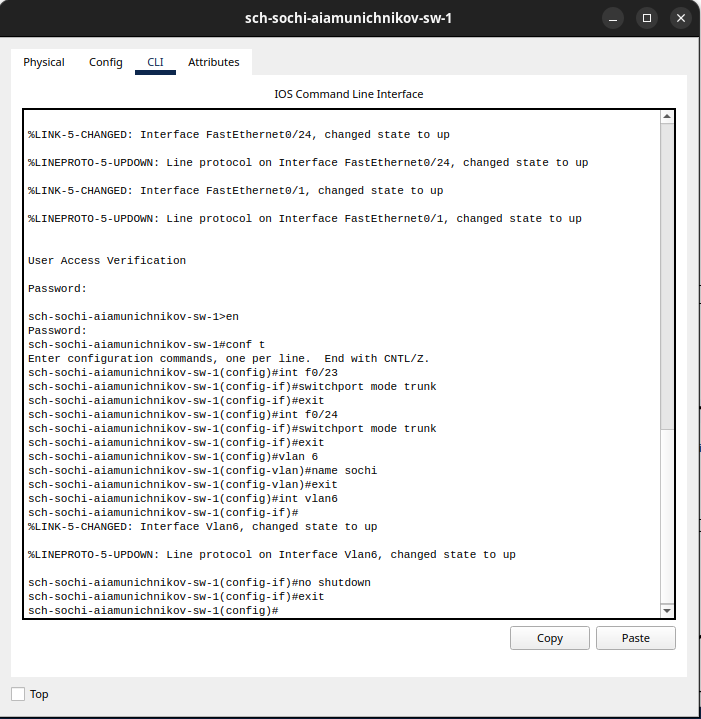 sch-sochi-aiamunichnikov-sw-1
Physical Config CLI Attributes
IOS Command Line Interface
%LINK-5-CHANGED: Interface FastEthernet0/24, changed state to up
%LINEPROTO-5-UPDOWN: Line protocol on Interface FastEthernet0/24, changed state to up
%LINK-5-CHANGED: Interface FastEthernet0/1, changed state to up
%LINEPROTO-5-UPDOWN: Line protocol on Interface FastEthernet0/1, changed state to up
User Access Verification
Password:
sch-sochi-aiamunichnikov-sw-1>en
Password:
sch-sochi-aiamunichnikov-sw-1#conf t
Enter configuration commands, one per line.  End with CNTL/Z.
sch-sochi-aiamunichnikov-sw-1(config)#int f0/23
sch-sochi-aiamunichnikov-sw-1(config-if)#switchport mode trunk
sch-sochi-aiamunichnikov-sw-1(config-if)#exit
sch-sochi-aiamunichnikov-sw-1(config)#int f0/24
sch-sochi-aiamunichnikov-sw-1(config-if)#switchport mode trunk
sch-sochi-aiamunichnikov-sw-1(config-if)#exit
sch-sochi-aiamunichnikov-sw-1(config)#vlan 6
sch-sochi-aiamunichnikov-sw-1(config-vlan)#name sochi
sch-sochi-aiamunichnikov-sw-1(config-vlan)#exit
sch-sochi-aiamunichnikov-sw-1(config)#int vlan6
sch-sochi-aiamunichnikov-sw-1(config-if)#
%LINK-5-CHANGED: Interface Vlan6, changed state to up
%LINEPROTO-5-UPDOWN: Line protocol on Interface Vlan6, changed state to up
sch-sochi-aiamunichnikov-sw-1(config-if)#no shutdown
sch-sochi-aiamunichnikov-sw-1(config-if)#exit
sch-sochi-aiamunichnikov-sw-1(config)#
Copy Paste
Top